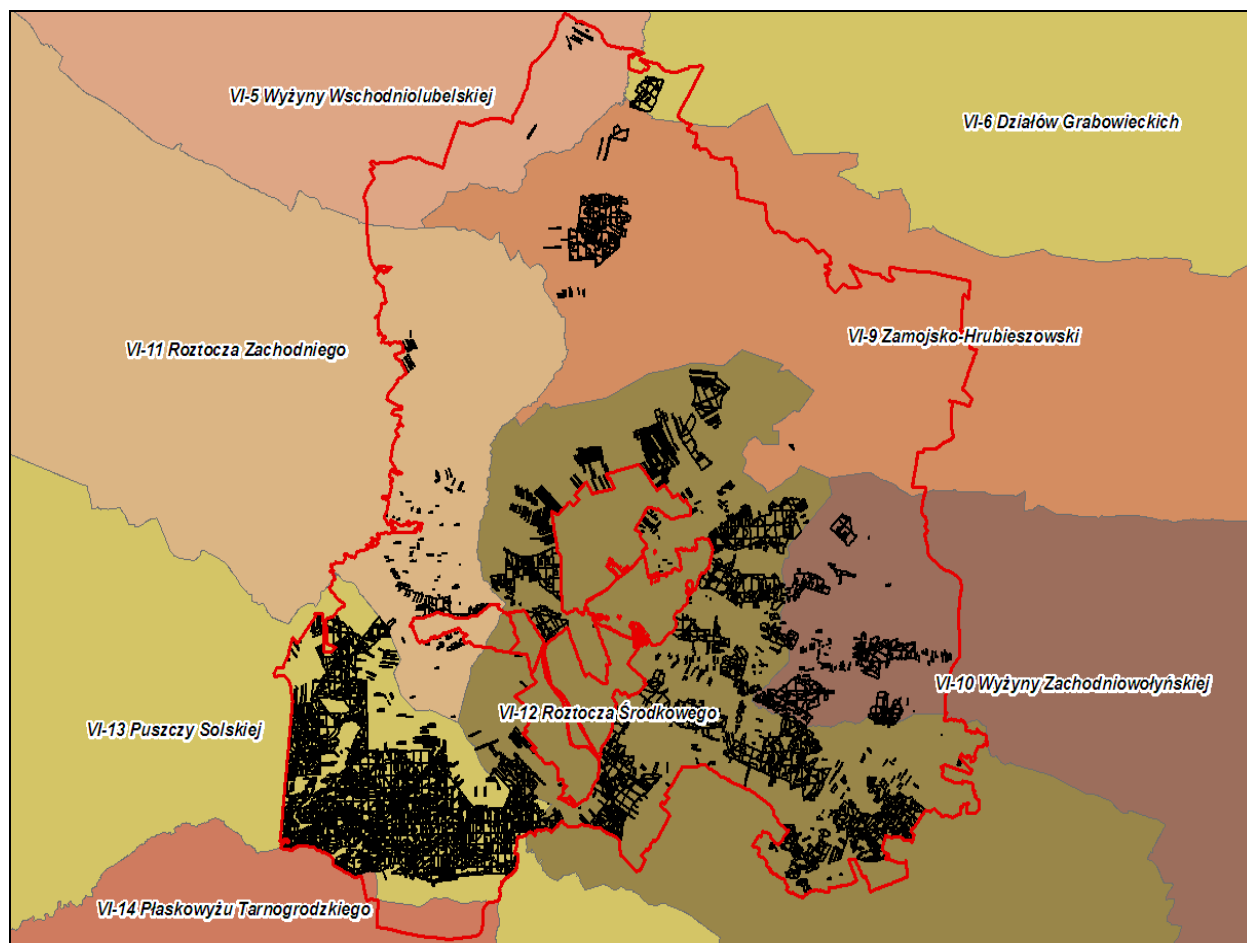 VI-5 Wyżyny Wschodniolubelskiej
VI-6 Działów Grabowieckich
VI-9 Zamojsko-Hrubieszowski
VI-11 Roztocza Zachodniego
VI-10 Wyżyny Zachodniowołyńskiej
VI-12 Roztocza Środkowego
VI-13 Puszczy Solskiej
VI-14 Płaskowyżu Tarnogrodzkiego